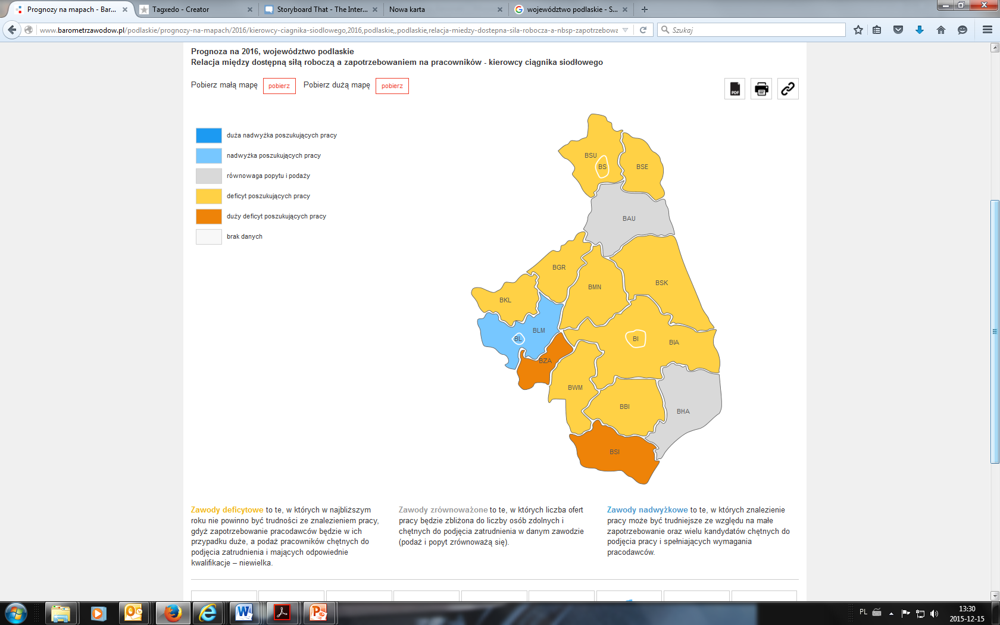 Prognozy na mapach - Bar...
Tagxedo - Creator
Storyboard That - The Inter...
Nowa karta
województwo podlaskie - S...
www.barometrzawodow.pl/podlaskie/prognozy-na-mapach/2016/kierowcy-ciagnika-siodlowego,2016,podlaskie,,podlaskie,relacja-miedzy-dostepna-sila-robocza-a-nbsp-zapotrzebowa
Szukaj
Prognoza na 2016, województwo podlaskie
Relacja między dostępną siłą roboczą a zapotrzebowaniem na pracowników - kierowcy ciągnika siodłowego
Pobierz małą mapę pobierz Pobierz dużą mapę pobierz
PDF
duża nadwyżka poszukujących pracy
nadwyżka poszukujących pracy
równowaga popytu i podaży
deficyt poszukujących pracy
duży deficyt poszukujących pracy
brak danych
BSU
BS
BSE
BAU
BGR
BMN
BSK
BKL
BLM
BL
BI
BIA
BZA
BWM
BBI
BHA
BSI
Zawody deficytowe to te, w których w najbliższym
roku nie powinno być trudności ze znalezieniem pracy,
gdyż zapotrzebowanie pracodawców będzie w ich
przypadku duże, a podaż pracowników chętnych do
podjęcia zatrudnienia i mających odpowiednie
kwalifikacje – niewielka.
Zawody zrównoważone to te, w których liczba ofert
pracy będzie zbliżona do liczby osób zdolnych i
chętnych do podjęcia zatrudnienia w danym zawodzie
(podaż i popyt zrównoważą się).
Zawody nadwyżkowe to te, w których znalezienie
pracy może być trudniejsze ze względu na małe
zapotrzebowanie oraz wielu kandydatów chętnych do
podjęcia pracy i spełniających wymagania
pracodawców.
PL
13:30
2015-12-15